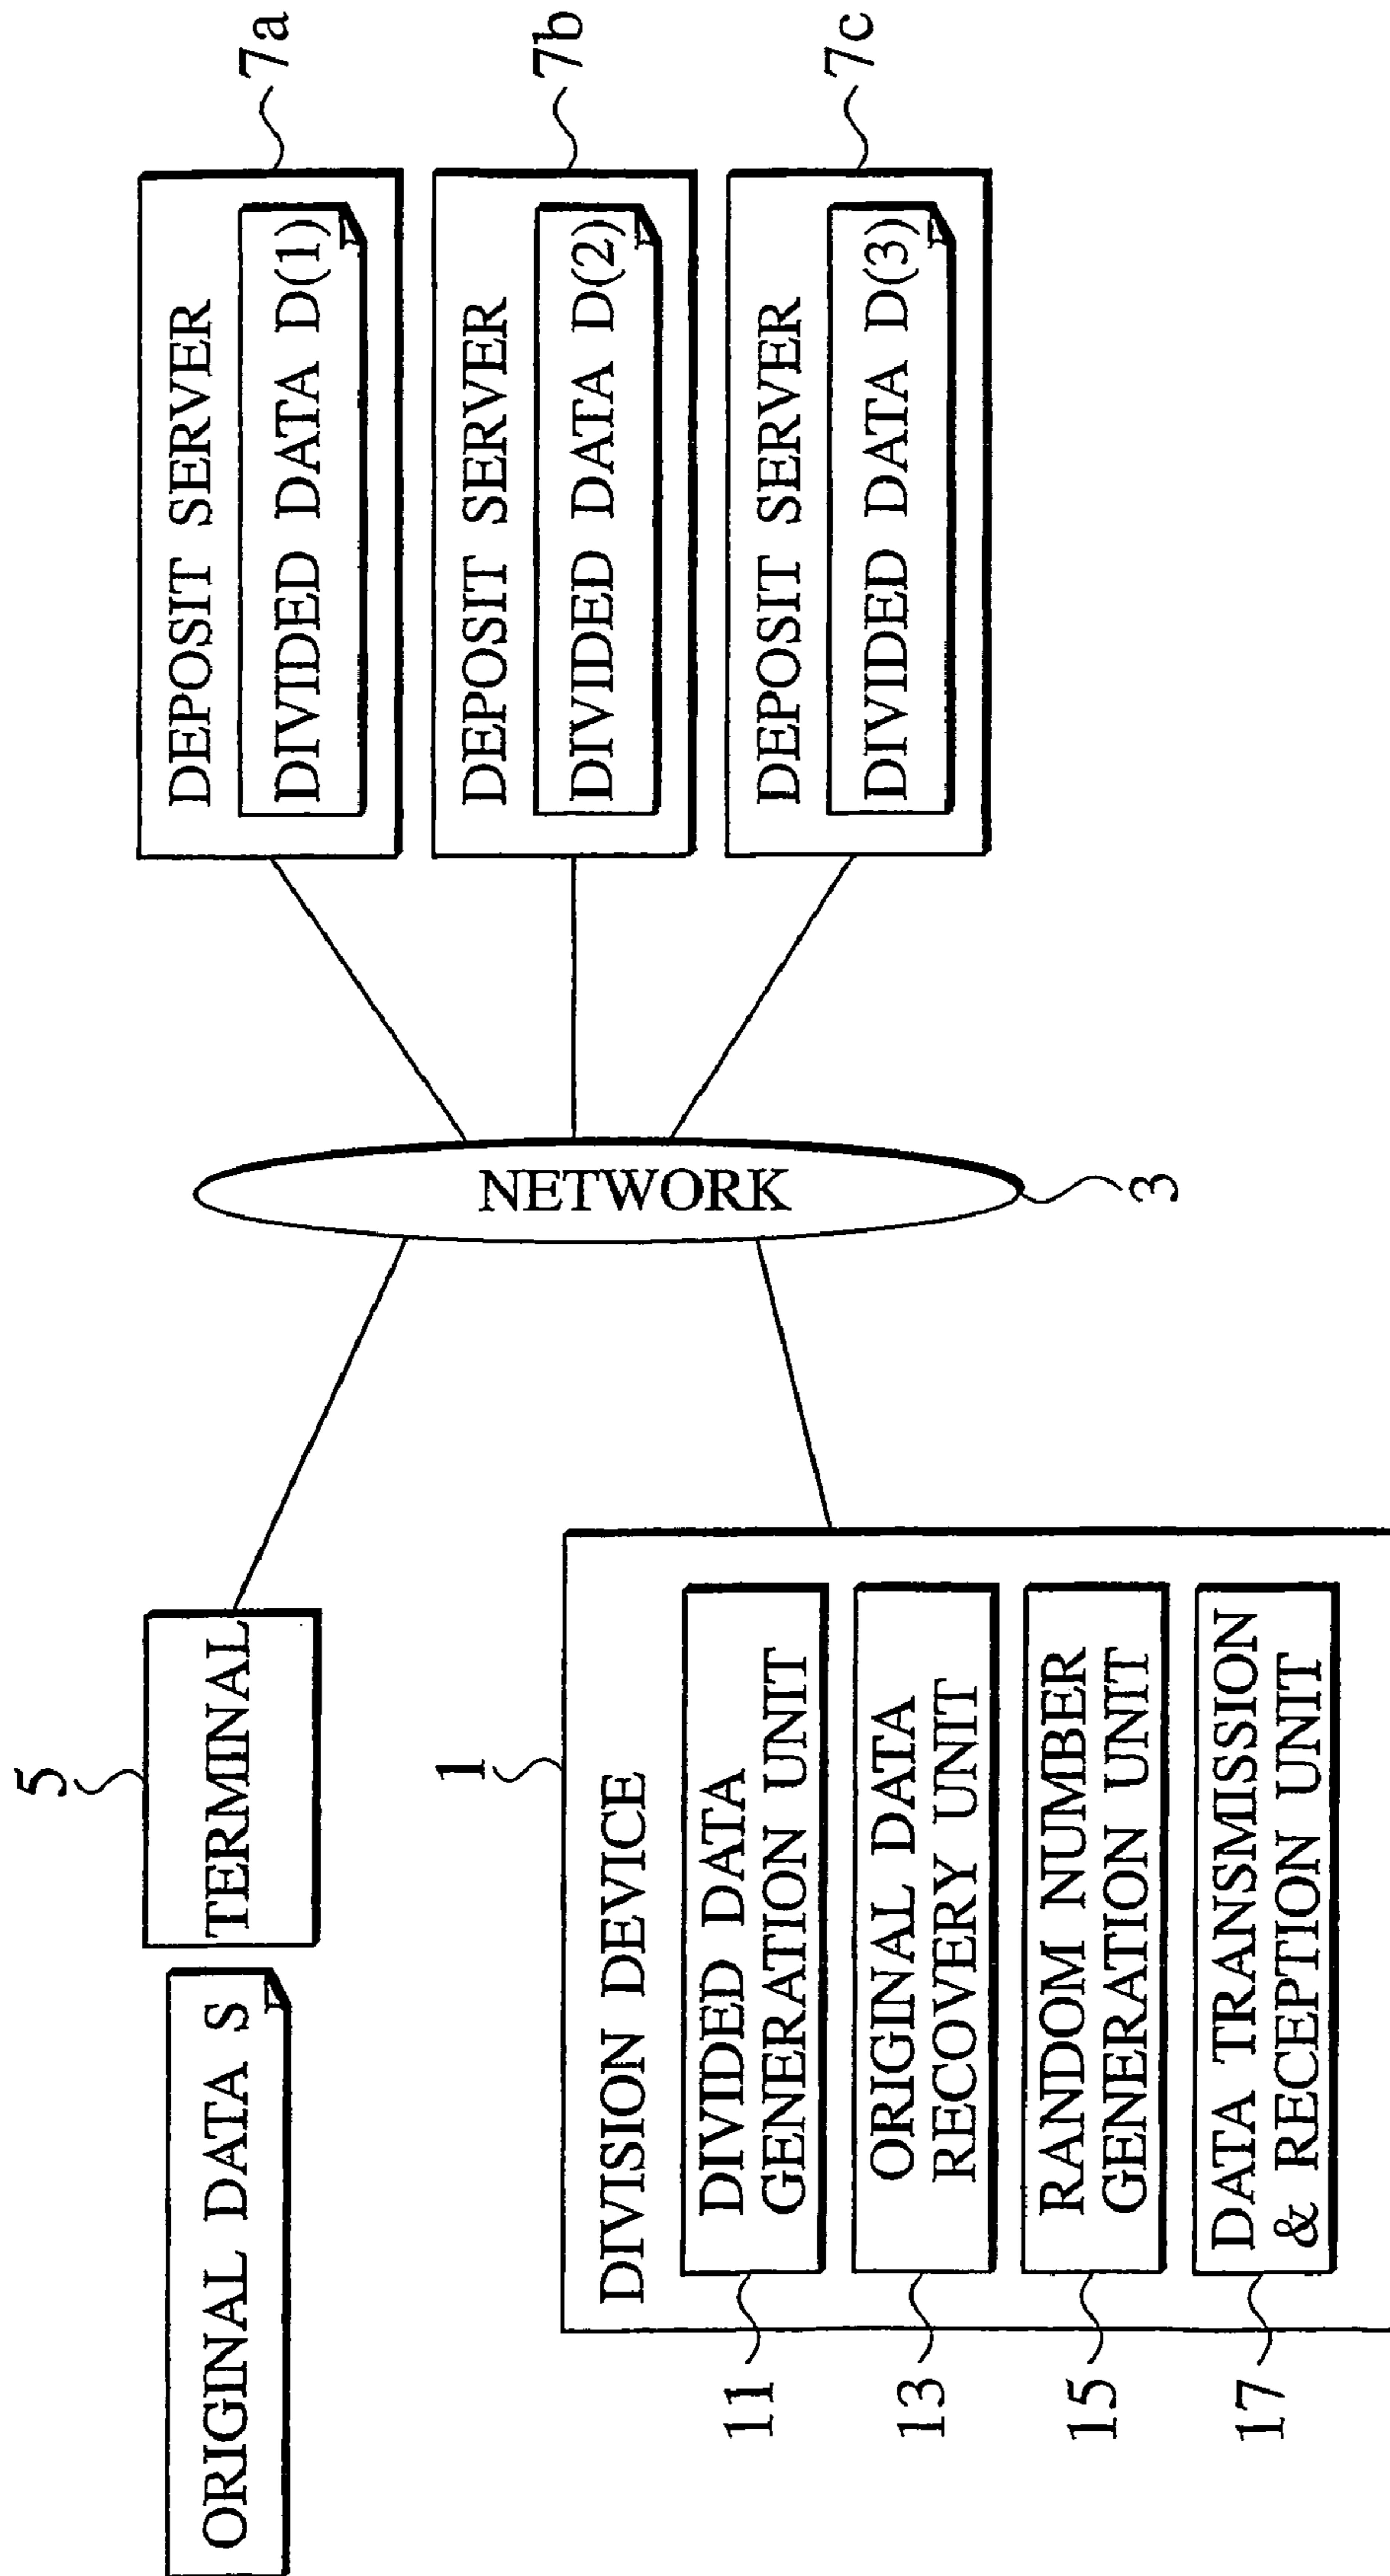 5
ORIGINAL DATA S
TERMINAL
1
DIVISION DEVICE
11
DIVIDED DATA
GENERATION UNIT
13
ORIGINAL DATA
RECOVERY UNIT
15
RANDOM NUMBER
GENERATION UNIT
17
DATA TRANSMISSION
& RECEPTION UNIT
NETWORK
3
DEPOSIT SERVER
DIVIDED DATA D(1)
7a
DEPOSIT SERVER
DIVIDED DATA D(2)
7b
DEPOSIT SERVER
DIVIDED DATA D(3)
7c